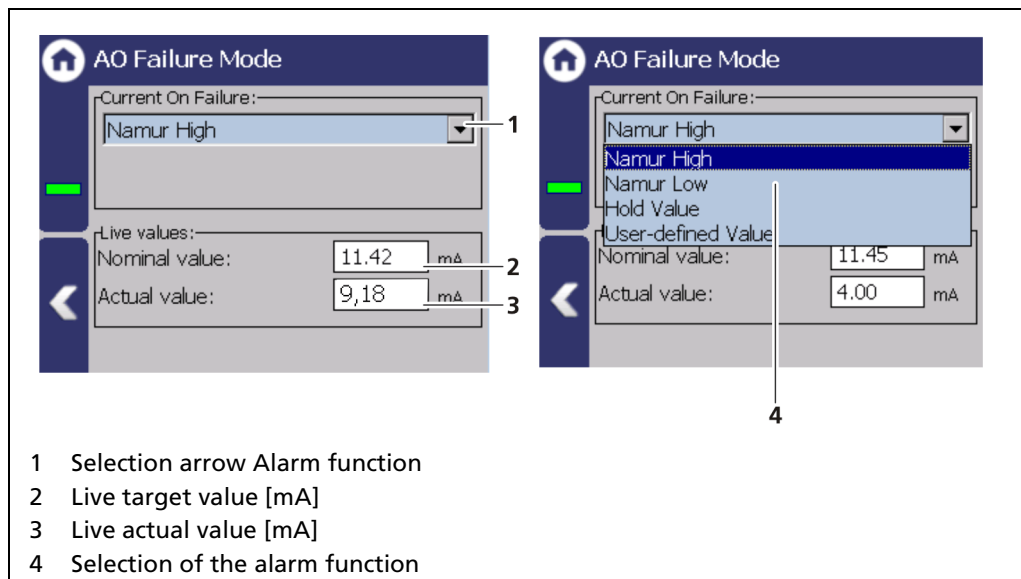 AO Failure Mode
Current On Failure:
Namur High
1
Live values:
Nominal value:
11.42
mA
2
Actual value:
9,18
mA
3
AO Failure Mode
Current On Failure:
Namur High
Namur High
Namur Low
Hold Value
User-defined Value
Nominal value:
11.45
mA
Actual value:
4.00
mA
4
1 Selection arrow Alarm function
2 Live target value [mA]
3 Live actual value [mA]
4 Selection of the alarm function